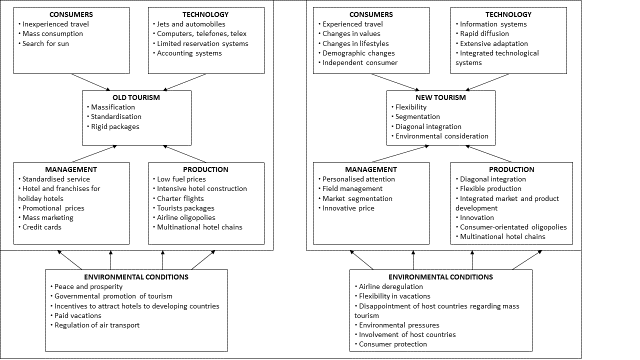 CONSUMERS
• Inexperienced travel
• Mass consumption
• Search for sun
TECHNOLOGY
• Jets and automobiles
• Computers, telefones, telex
• Limited reservation systems
• Accounting systems
OLD TOURISM
• Massification
• Standardisation
• Rigid packages
MANAGEMENT
• Standardised service
• Hotel and franchises for
holiday hotels
• Promotional prices
• Mass marketing
• Credit cards
PRODUCTION
• Low fuel prices
• Intensive hotel construction
• Charter flights
• Tourists packages
• Airline oligopolies
• Multinational hotel chains
ENVIRONMENTAL CONDITIONS
• Peace and prosperity
• Governmental promotion of tourism
• Incentives to attract hotels to developing countries
• Paid vacations
• Regulation of air transport
CONSUMERS
• Experienced travel
• Changes in values
• Changes in lifestyles
• Demographic changes
• Independent consumer
TECHNOLOGY
• Information systems
• Rapid diffusion
• Extensive adaptation
• Integrated technological
systems
NEW TOURISM
• Flexibility
• Segmentation
• Diagonal integration
• Environmental consideration
MANAGEMENT
• Personalised attention
• Field management
• Market segmentation
• Innovative price
PRODUCTION
• Diagonal integration
• Flexible production
• Integrated market and product
development
• Innovation
• Consumer-orientated oligopolies
• Multinational hotel chains
ENVIRONMENTAL CONDITIONS
• Airline deregulation
• Flexibility in vacations
• Disappointment of host countries regarding mass
tourism
• Environmental pressures
• Involvement of host countries
• Consumer protection